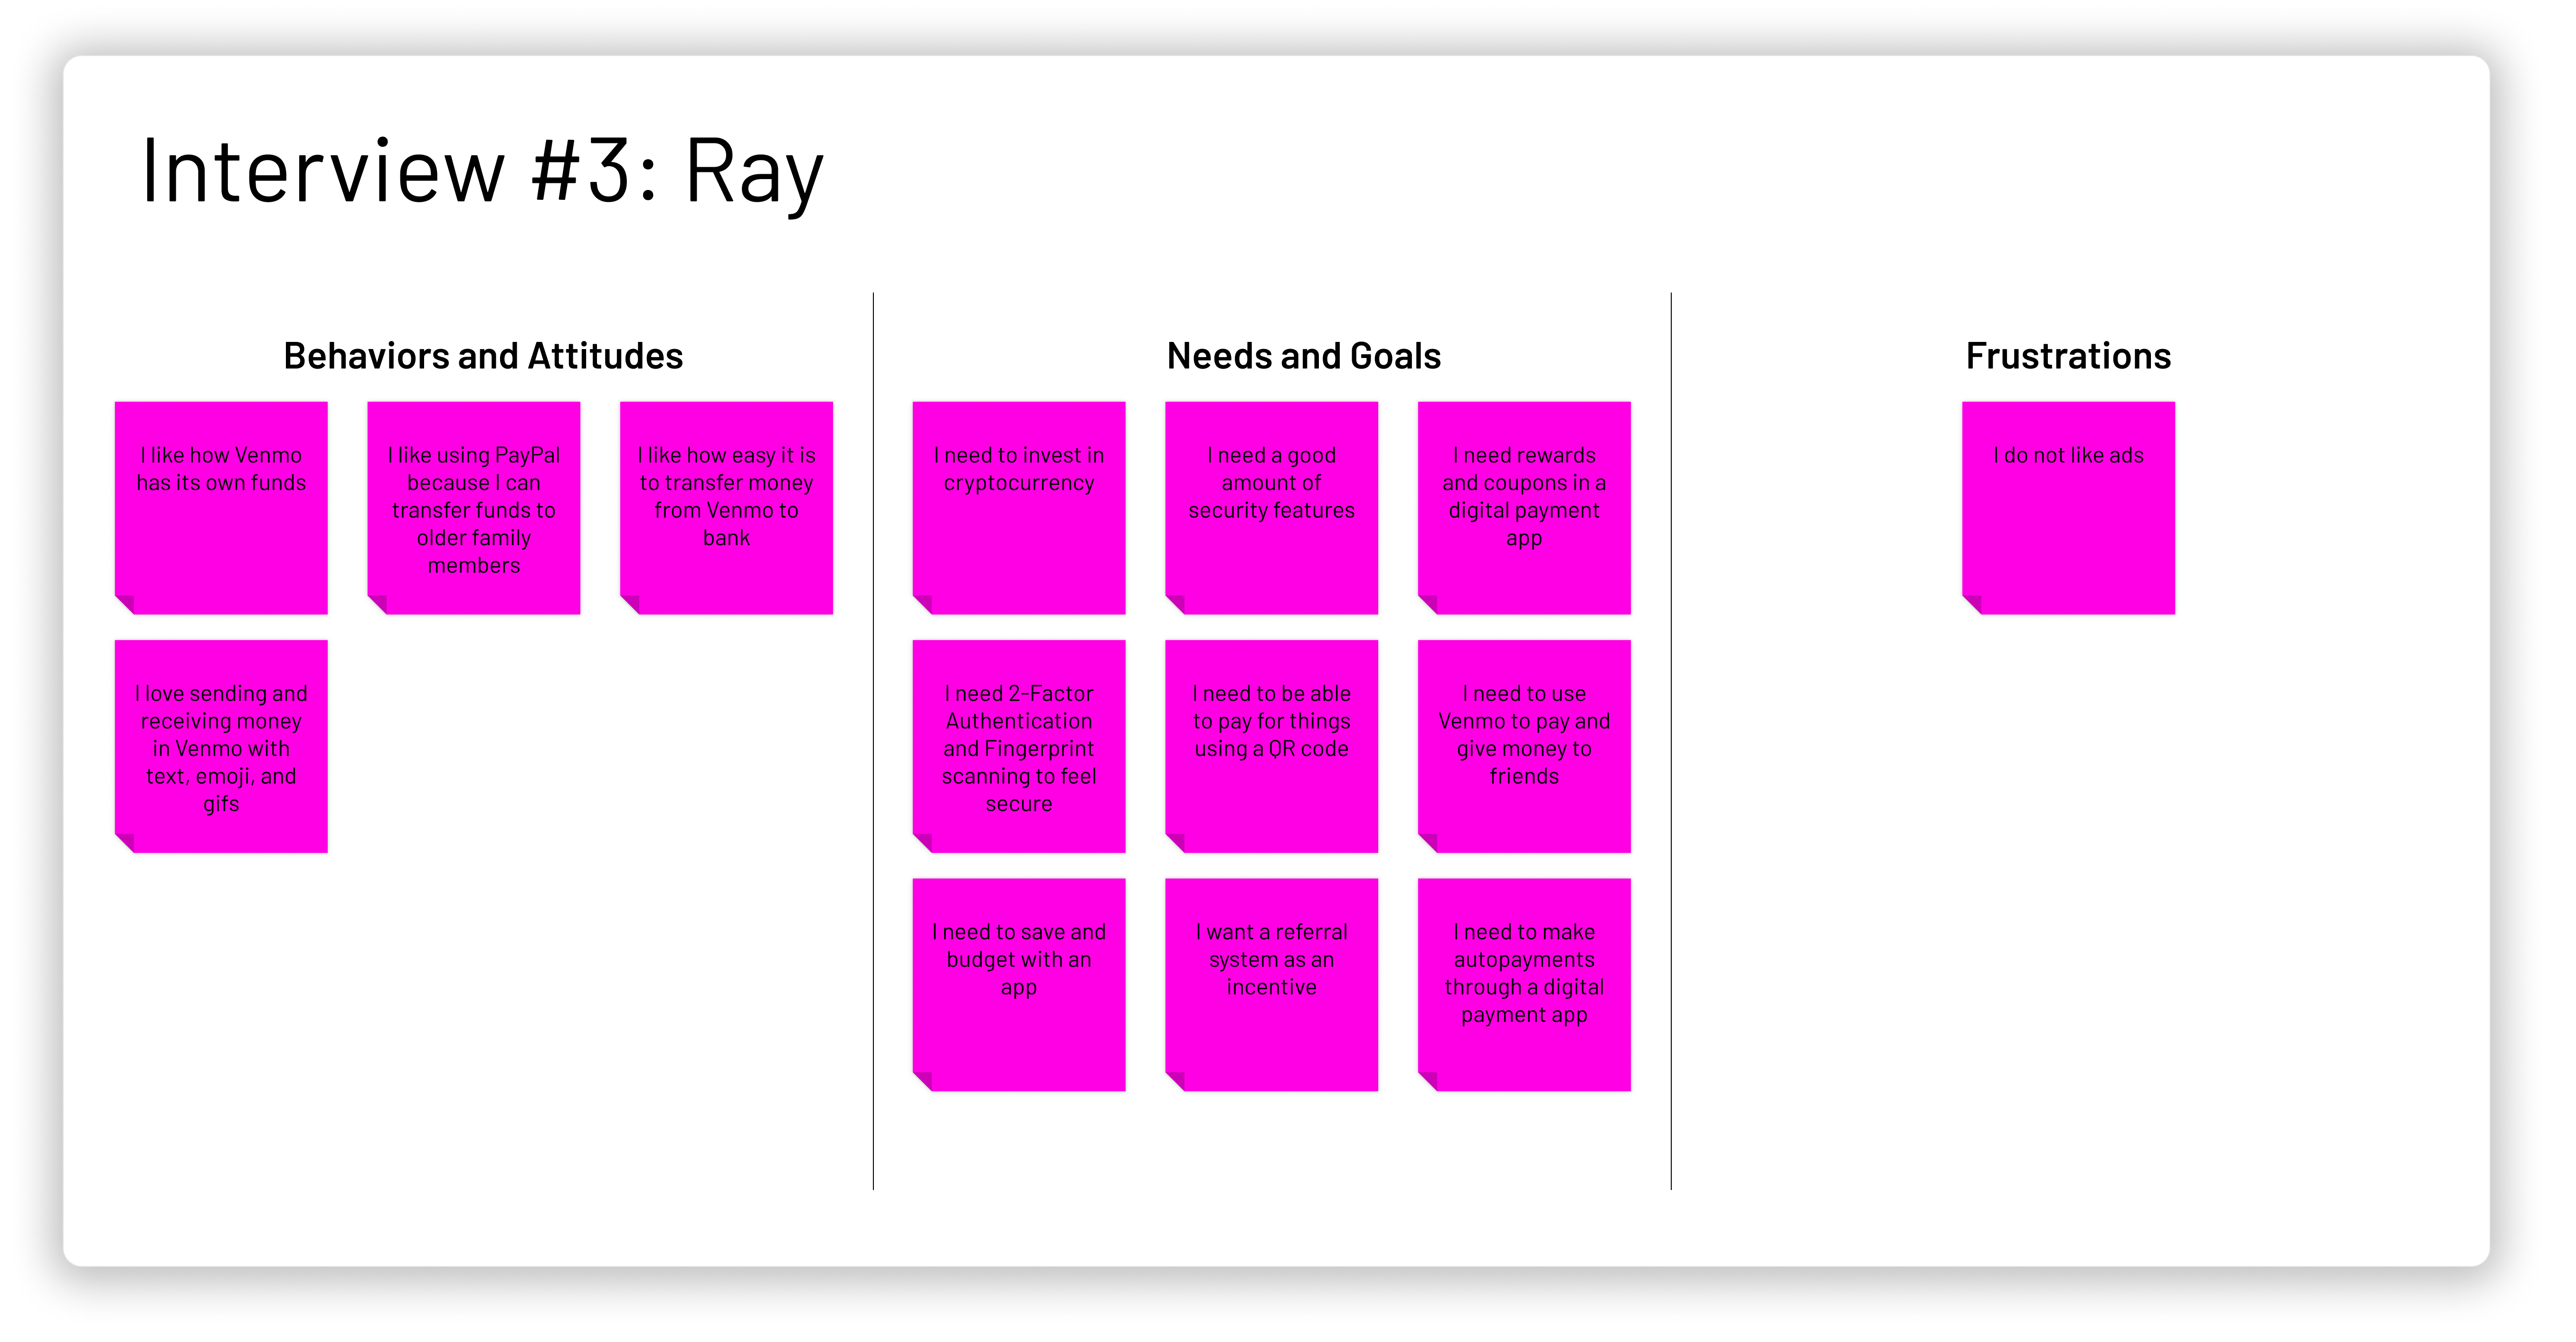 Interview #3: Ray
Behaviors and Attitudes
I like how Venmo
has its own funds
I like using PayPal
because I can
transfer funds to
older family
members
I like how easy it is
to transfer money
from Venmo to
bank
I love sending and
receiving money
in Venmo with
text, emoji, and
gifs
Needs and Goals
I need to invest in
cryptocurrency
I need a good
amount of
security features
I need rewards
and coupons in a
digital payment
app
I need 2-Factor
Authentication
and Fingerprint
scanning to feel
secure
I need to be able
to pay for things
using a QR code
I need to use
Venmo to pay and
give money to
friends
I need to save and
budget with an
app
I want a referral
system as an
incentive
I need to make
autopayments
through a digital
payment app
Frustrations
I do not like ads